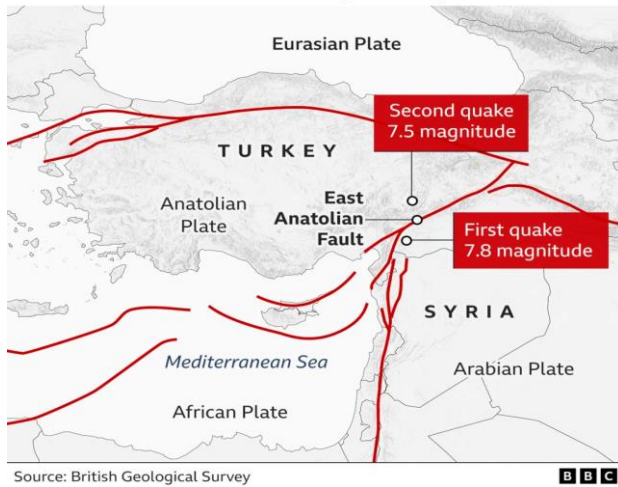 Eurasian Plate
Second quake
7.5 magnitude
TURKEY
Anatolian
Plate
East
Anatolian
Fault
First quake
7.8 magnitude
SYRIA
Mediterranean Sea
Arabian Plate
African Plate
Source: British Geological Survey
BBC